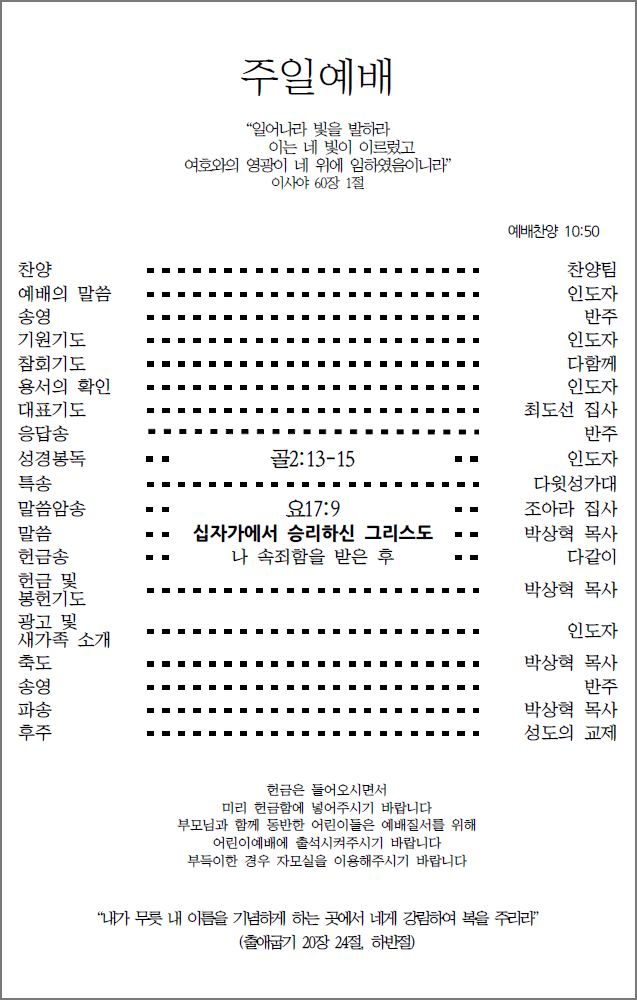 주일예배
“일어나라 빛을 발하라
이는 네 빛이 이르렀고
여호와의 영광이 네 위에 임하였음이니라”
이사야 60장 1절
예배찬양 10:50
찬양 찬양팀
예배의 말씀 인도자
송영 반주
기원기도 인도자
참회기도 다함께
용서의 확인 인도자
대표기도 최도선 집사
응답송 반주
성경봉독 골2:13-15 인도자
특송 다윗성가대
말씀암송 요17:9 조아라 집사
말씀 십자가에서 승리하신 그리스도 박상혁 목사
헌금송 나 속죄함을 받은 후 다같이
헌금 및
봉헌기도 박상혁 목사
광고 및
새가족 소개 인도자
축도 박상혁 목사
송영 반주
파송 박상혁 목사
후주 성도의 교제
헌금은 들어오시면서
미리 헌금함에 넣어주시기 바랍니다
부모님과 함께 동반한 어린이들은 예배질서를 위해
어린이예배에 출석시켜주시기 바랍니다
부득이한 경우 자모실을 이용해주시기 바랍니다
“내가 무릇 내 이름을 기념하게 하는 곳에서 네게 강림하여 복을 주리라”
(출애굽기 20장 24절, 하반절)